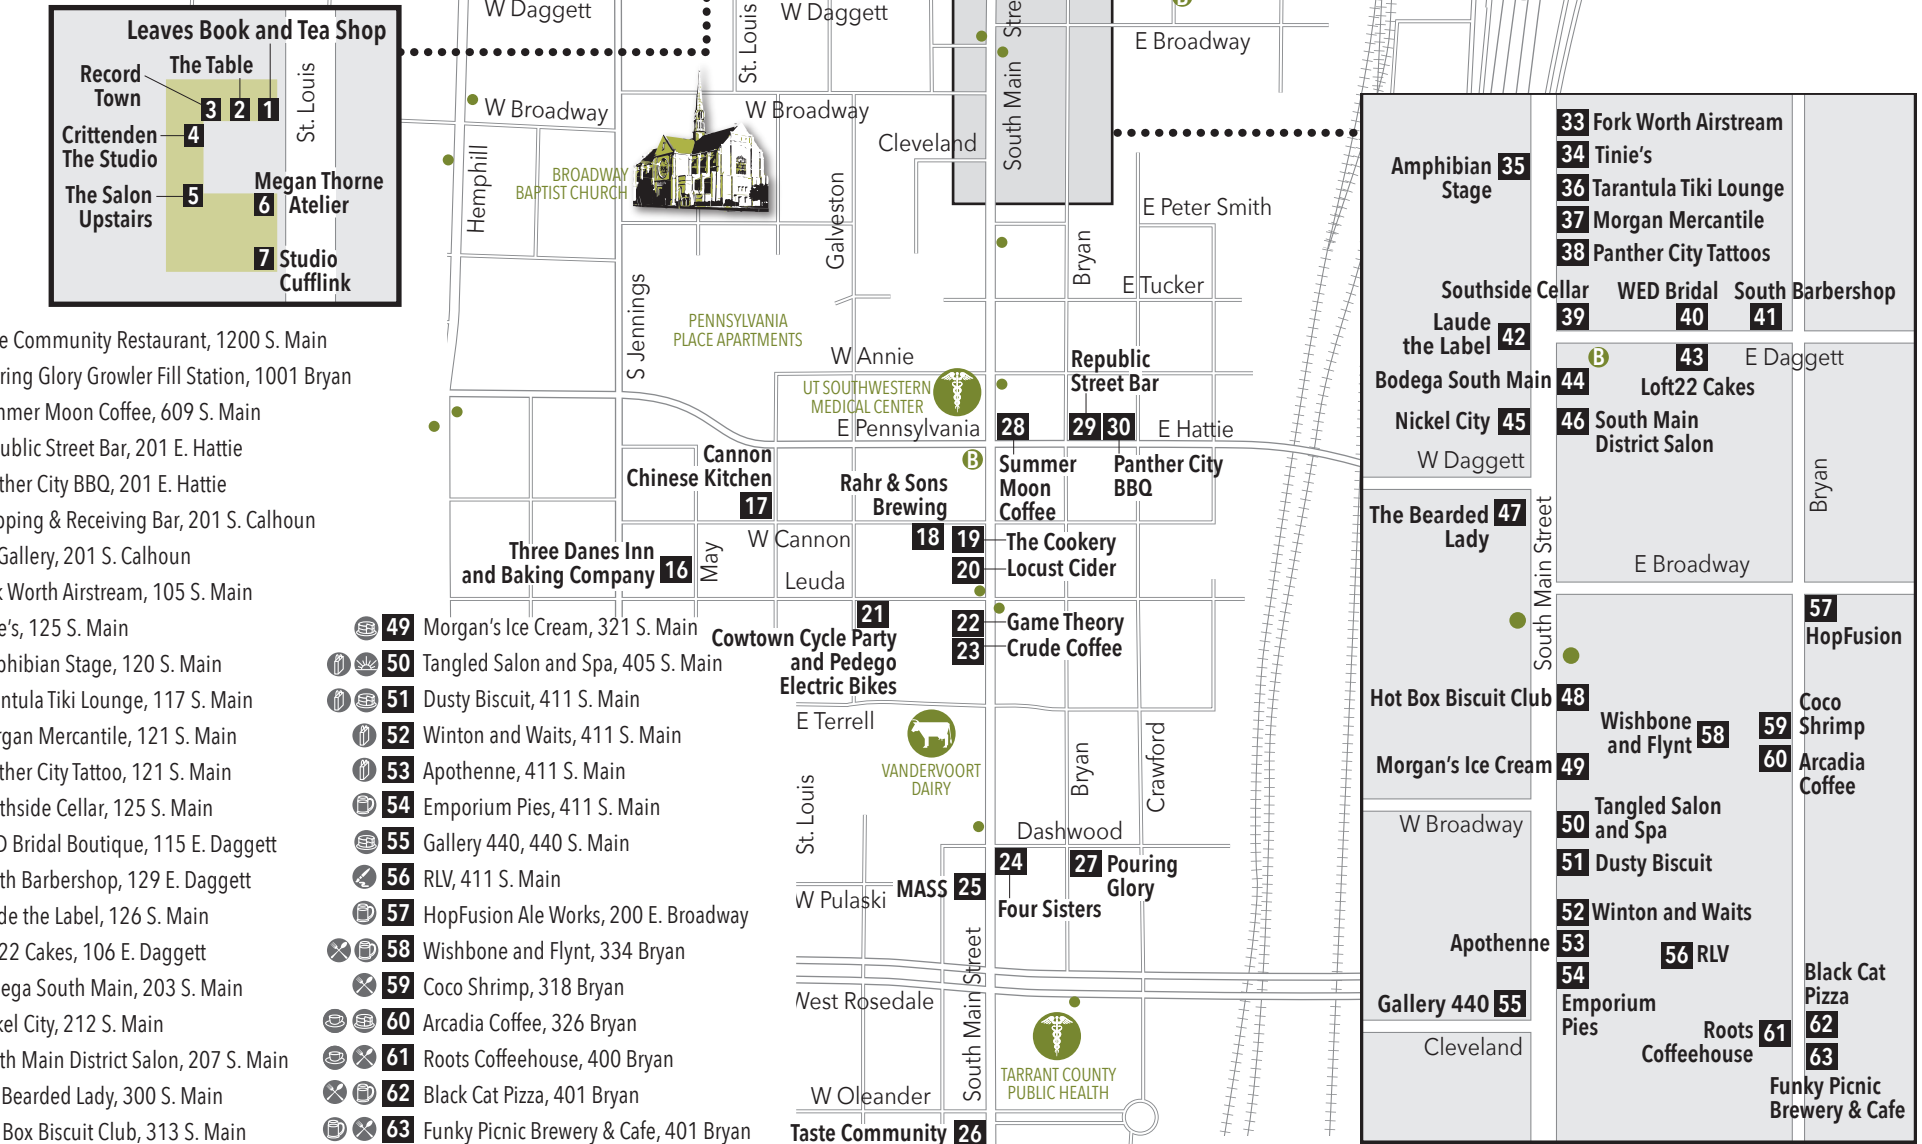 Leaves Book and Tea Shop
The Table
Record
Town
3
2
1
St. Louis
Crittenden
The Studio
4
The Salon
Upstairs
5
Megan Thorne
Atelier
6
7
Studio
Cufflink
W Daggett
St. Louis
W Daggett
South Main
E Broadway
W Broadway
W Broadway
Cleveland
Hemphill
BROADWAY
BAPTIST CHURCH
Galveston
E Peter Smith
Bryan
E Tucker
S Jennings
PENNSYLVANIA
PLACE APARTMENTS
W Annie
UT SOUTHWESTERN
MEDICAL CENTER
E Pennsylvania
Republic
Street Bar
28
29
30
E Hattie
B
Summer
Moon
Coffee
Panther City
BBQ
Cannon
Chinese Kitchen
17
Rahr & Sons
Brewing
18
19
The Cookery
20
Locust Cider
W Cannon
Three Danes Inn
and Baking Company
16
May
Leuda
21
Cowtown Cycle Party
and Pedego
Electric Bikes
22
Game Theory
23
Crude Coffee
E Terrell
VANDERVOORT
DAIRY
St. Louis
Bryan
Crawford
Dashwood
24
Four Sisters
27
Pouring
Glory
MASS
25
W Pulaski
South Main Street
West Rosedale
TARRANT COUNTY
PUBLIC HEALTH
W Oleander
Taste Community
26
e Community Restaurant, 1200 S. Main
ring Glory Growler Fill Station, 1001 Bryan
mer Moon Coffee, 609 S. Main
ublic Street Bar, 201 E. Hattie
ther City BBQ, 201 E. Hattie
pping & Receiving Bar, 201 S. Calhoun
Gallery, 201 S. Calhoun
k Worth Airstream, 105 S. Main
e's, 125 S. Main
phibian Stage, 120 S. Main
ntula Tiki Lounge, 117 S. Main
gan Mercantile, 121 S. Main
ther City Tattoo, 121 S. Main
thside Cellar, 125 S. Main
D Bridal Boutique, 115 E. Daggett
th Barbershop, 129 E. Daggett
de the Label, 126 S. Main
22 Cakes, 106 E. Daggett
ega South Main, 203 S. Main
kel City, 212 S. Main
th Main District Salon, 207 S. Main
Bearded Lady, 300 S. Main
Box Biscuit Club, 313 S. Main
49 Morgan's Ice Cream, 321 S. Main
50 Tangled Salon and Spa, 405 S. Main
51 Dusty Biscuit, 411 S. Main
52 Winton and Waits, 411 S. Main
53 Apothenne, 411 S. Main
54 Emporium Pies, 411 S. Main
55 Gallery 440, 440 S. Main
56 RLV, 411 S. Main
57 HopFusion Ale Works, 200 E. Broadway
58 Wishbone and Flynt, 334 Bryan
59 Coco Shrimp, 318 Bryan
60 Arcadia Coffee, 326 Bryan
61 Roots Coffeehouse, 400 Bryan
62 Black Cat Pizza, 401 Bryan
63 Funky Picnic Brewery & Cafe, 401 Bryan
33 Fork Worth Airstream
34 Tinie's
Amphibian
Stage
35
36 Tarantula Tiki Lounge
37 Morgan Mercantile
38 Panther City Tattoos
Southside Cellar
39
WED Bridal
40
South Barbershop
41
Laude
the Label
42
B
43
Loft22 Cakes
E Daggett
Bodega South Main 44
Nickel City 45
46 South Main
District Salon
W Daggett
The Bearded
Lady
47
South Main Street
Bryan
E Broadway
57
HopFusion
Hot Box Biscuit Club 48
Wishbone
and Flynt
58
59
Coco
Shrimp
Morgan's Ice Cream 49
60
Arcadia
Coffee
W Broadway
50
Tangled Salon
and Spa
51 Dusty Biscuit
52 Winton and Waits
Apothenne 53
54
Emporium
Pies
56 RLV
Gallery 440 55
Black Cat
Pizza
62
Roots
Coffeehouse
61
63
Funky Picnic
Brewery & Cafe
Cleveland